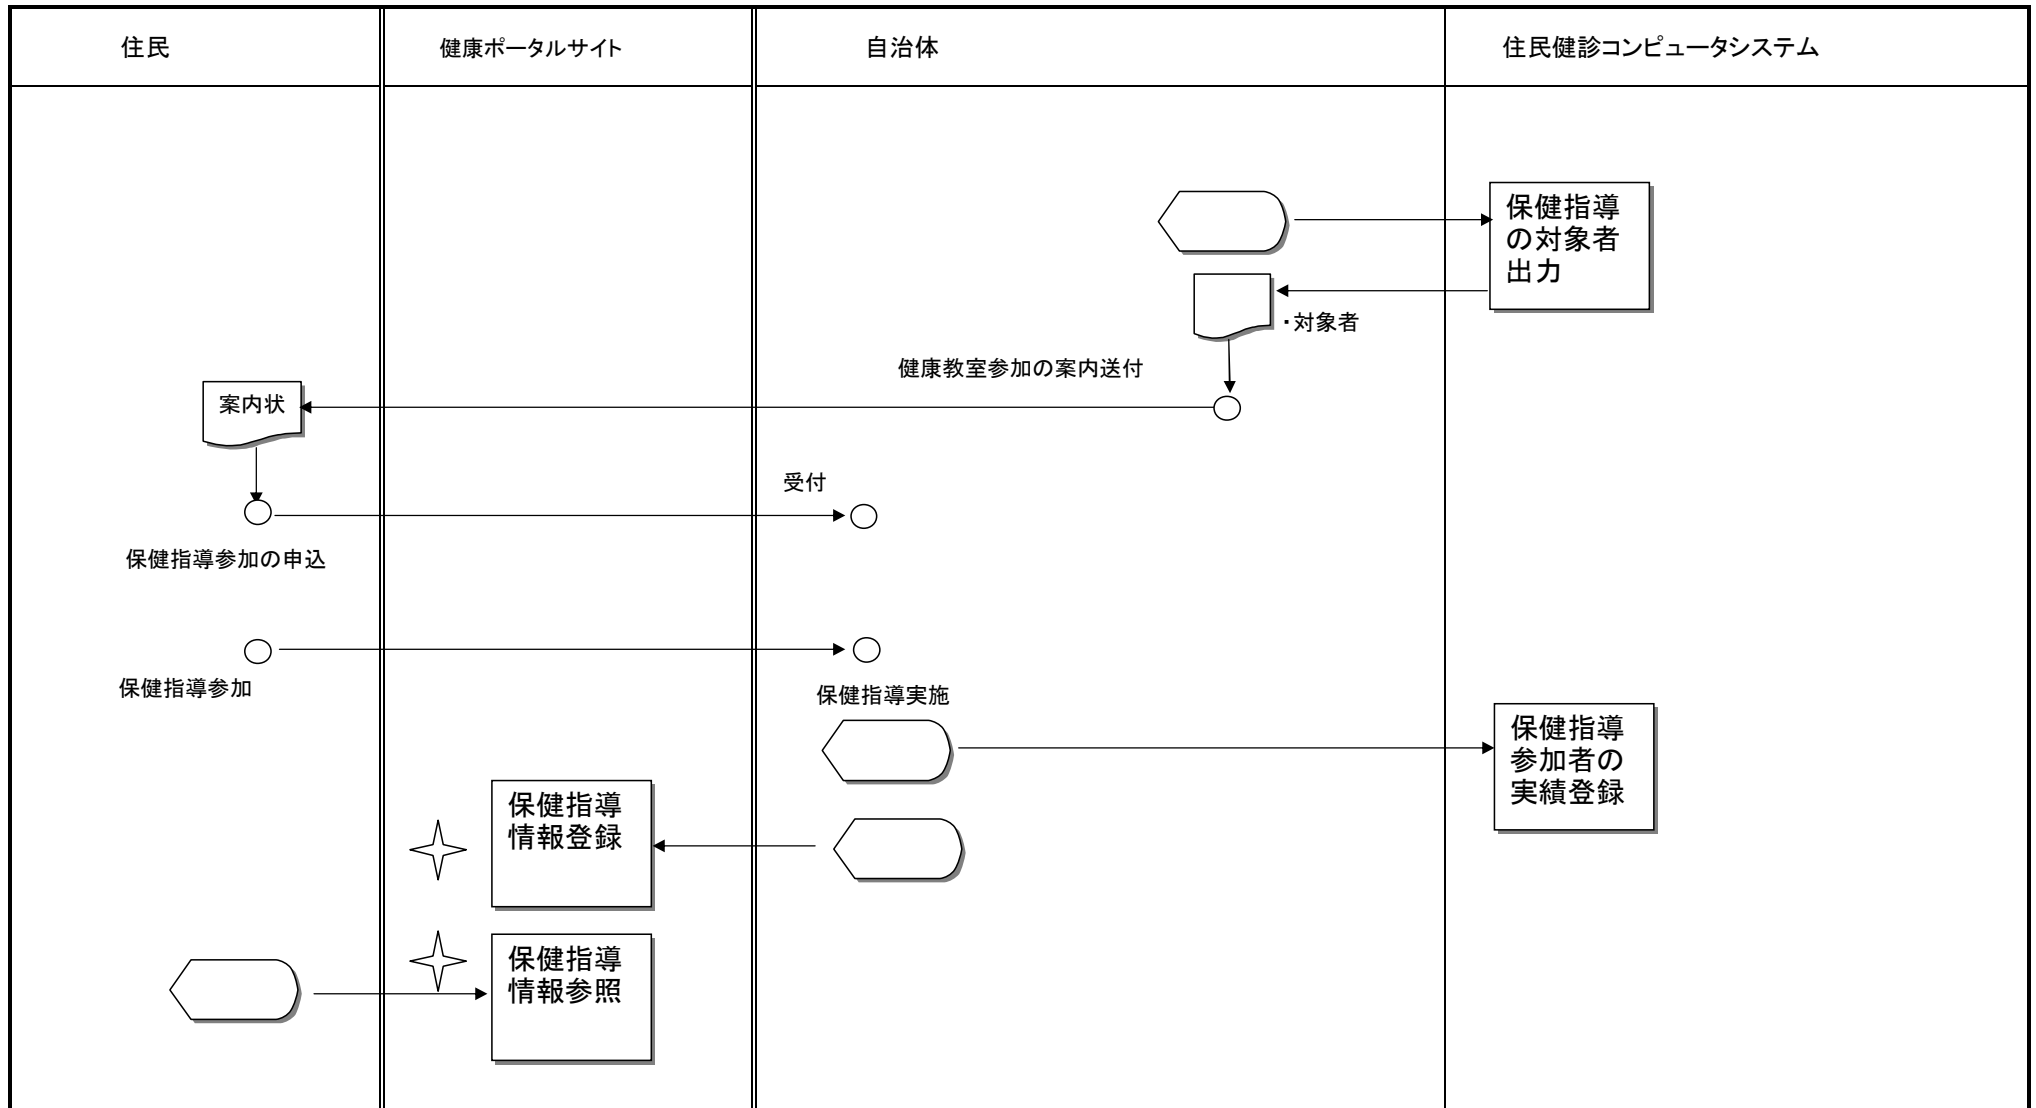 住民
健康ポータルサイト
自治体
住民健診コンピュータシステム
保健指導
の対象者
出力
・対象者
健康教室参加の案内送付
案内状
受付
保健指導参加の申込
保健指導参加
保健指導実施
保健指導
参加者の
実績登録
保健指導
情報登録
保健指導
情報参照